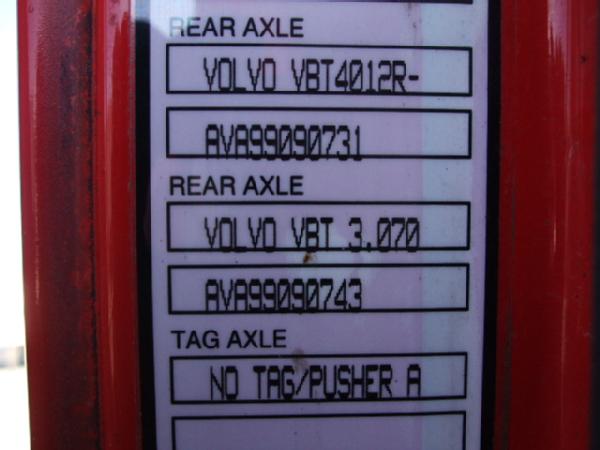 REAR AXLE
VOLVO VBT4012R-
AVA99090731
REAR AXLE
VOLVO VBT 3.070
AVA99090743
TAG AXLE
NO TAG/PUSHER A